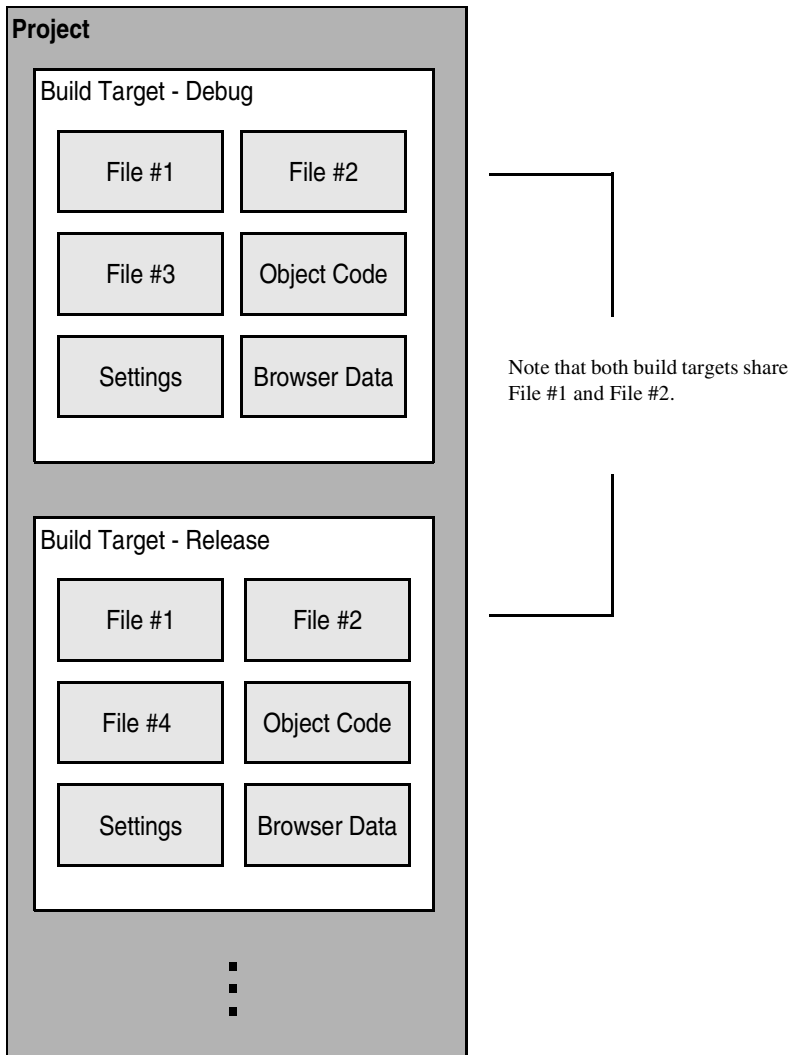 Project
Build Target - Debug
File #1
File #2
File #3
Object Code
Settings
Browser Data
Note that both build targets share
File #1 and File #2.
Build Target - Release
File #1
File #2
File #4
Object Code
Settings
Browser Data